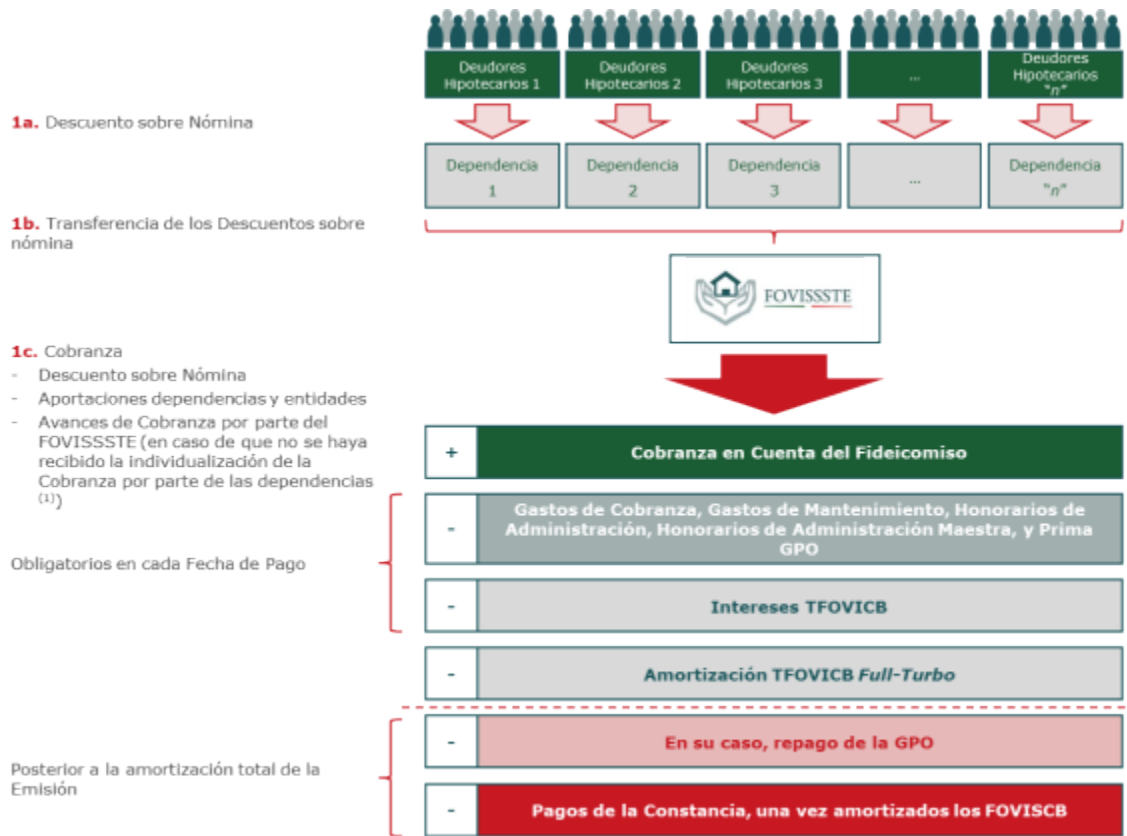 Deudores
Hipotecarios 1
Deudores
Hipotecarios 2
Deudores
Hipotecarios 3
...
Deudores
Hipotecarios
"n"
1a. Descuento sobre Nómina
Dependencia
1
Dependencia
2
Dependencia
3
...
Dependencia
"n"
1b. Transferencia de los Descuentos sobre
nómina
FOVISSSTE
1c. Cobranza
- Descuento sobre Nómina
- Aportaciones dependencias y entidades
- Avances de Cobranza por parte del
FOVISSSTE (en caso de que no se haya
recibido la individualización de la
Cobranza por parte de las dependencias
(1))
+ Cobranza en Cuenta del Fideicomiso
Obligatorios en cada Fecha de Pago
- Gastos de Cobranza, Gastos de Mantenimiento, Honorarios de
Administración, Honorarios de Administración Maestra, y Prima
GPO
- Intereses TFOVICB
- Amortización TFOVICB Full-Turbo
Posterior a la amortización total de la
Emisión
- En su caso, repago de la GPO
- Pagos de la Constancia, una vez amortizados los FOVISCB